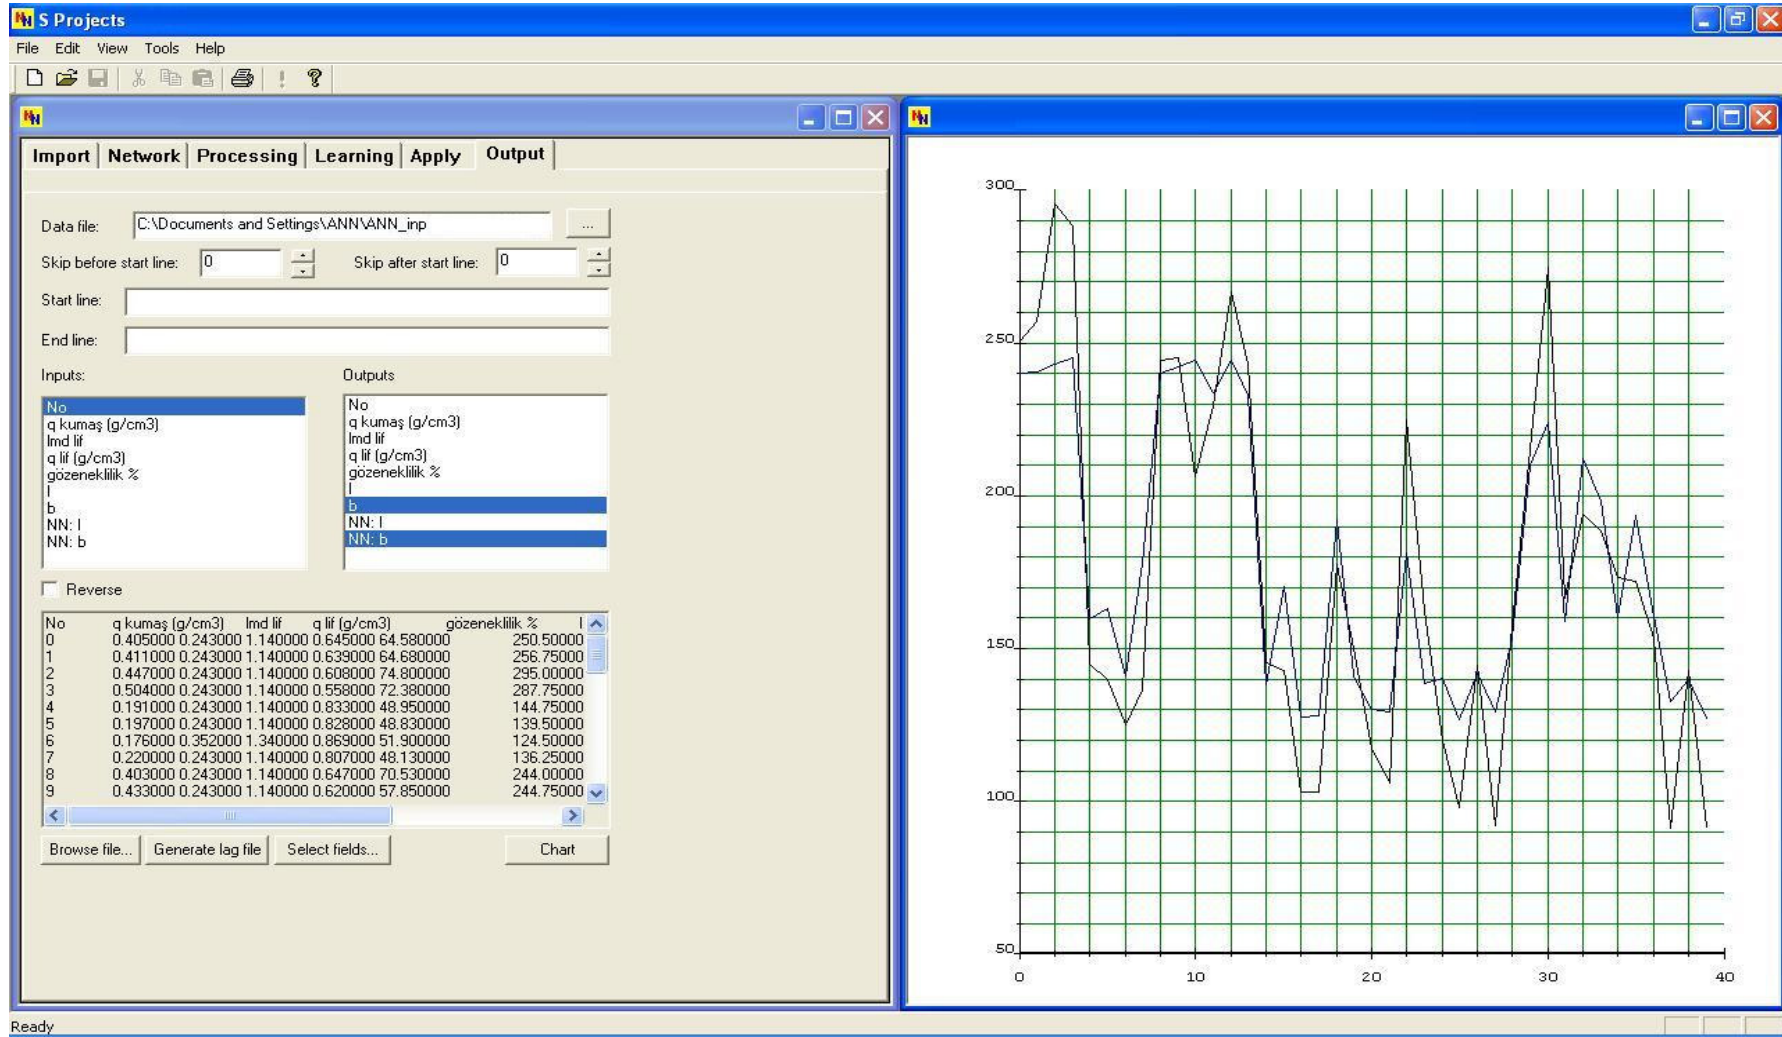 S Projects
File Edit View Tools Help
Import Network Processing Learning Apply Output
Data file: C:\Documents and Settings\ANN\ANN_inp ...
Skip before start line: 0 Skip after start line: 0
Start line:
End line:
Inputs: Outputs
No
q kumaş (g/cm3)
lmd lif
q lif (g/cm3)
gözeneklilik %
l
b
NN: l
NN: b
No
q kumaş (g/cm3)
lmd lif
q lif (g/cm3)
gözeneklilik %
l
b
NN: l
NN: b
Reverse
No q kumaş (g/cm3) lmd lif q lif (g/cm3) gözeneklilik % l
0 0.405000 0.243000 1.140000 0.645000 64.580000 250.50000
1 0.411000 0.243000 1.140000 0.639000 64.680000 256.75000
2 0.447000 0.243000 1.140000 0.608000 74.800000 295.00000
3 0.504000 0.243000 1.140000 0.558000 72.380000 287.75000
4 0.191000 0.243000 1.140000 0.833000 48.950000 144.75000
5 0.197000 0.243000 1.140000 0.828000 48.830000 139.50000
6 0.176000 0.352000 1.340000 0.869000 51.900000 124.50000
7 0.220000 0.243000 1.140000 0.807000 48.130000 136.25000
8 0.403000 0.243000 1.140000 0.647000 70.530000 244.00000
9 0.433000 0.243000 1.140000 0.620000 57.850000 244.75000
Browse file... Generate lag file Select fields... Chart
300
250
200
150
100
50
0 10 20 30 40
Ready